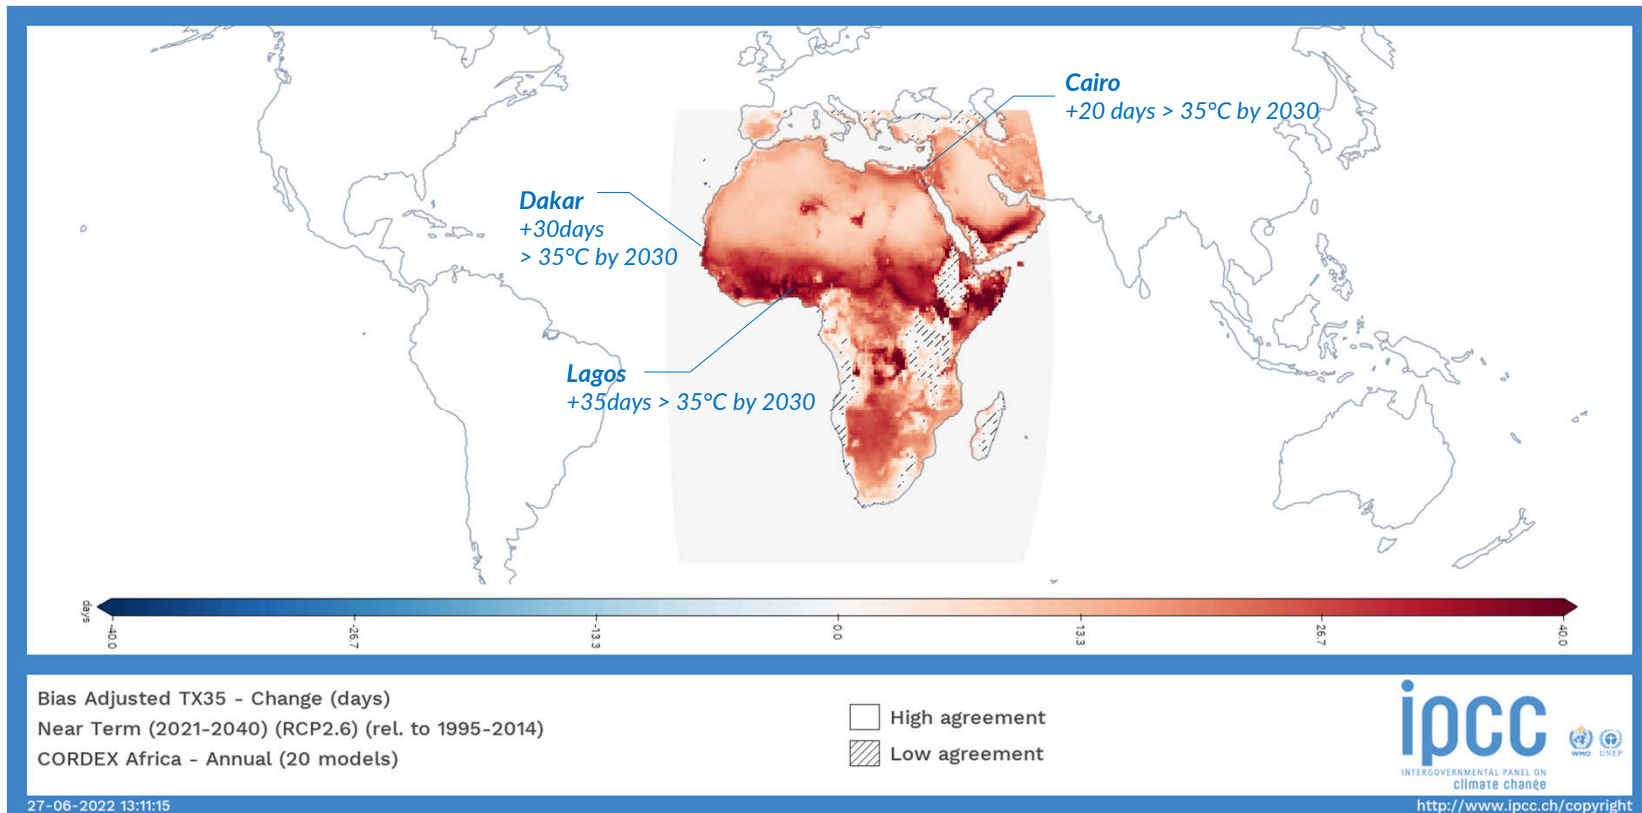 Cairo
+20 days > 35°C by 2030
Dakar
+30days
> 35°C by 2030
Lagos
+35days > 35°C by 2030
days
-40.0
-26.7
-13.3
0.0
13.3
26.7
40.0
Bias Adjusted TX35 - Change (days)
Near Term (2021-2040) (RCP2.6) (rel. to 1995-2014)
CORDEX Africa - Annual (20 models)
High agreement
Low agreement
ipcc
INTERGOVERNMENTAL PANEL ON
climate change
WMO
UNEP
27-06-2022 13:11:15
http://www.ipcc.ch/copyright